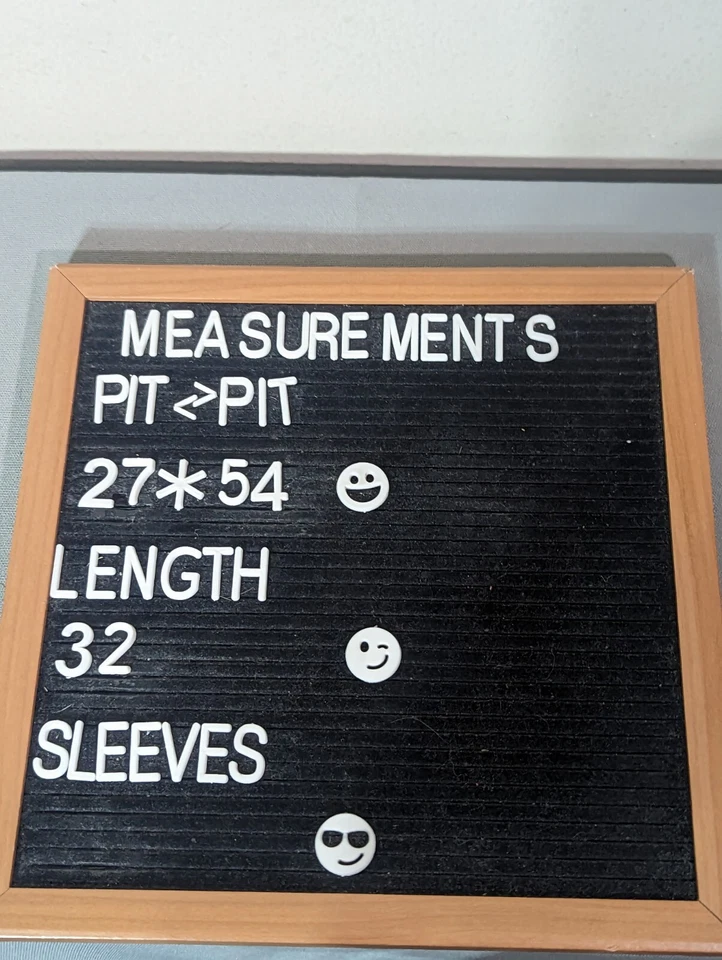 MEASUREMENTS
PIT⇄PIT
27*54
LENGTH
32
SLEEVES